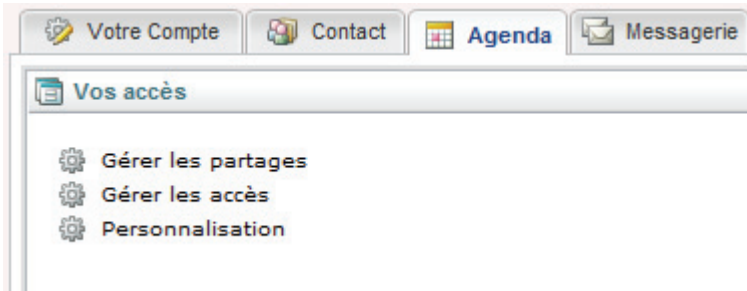 Votre Compte Contact Agenda Messagerie
Vos accès
Gérer les partages
Gérer les accès
Personnalisation